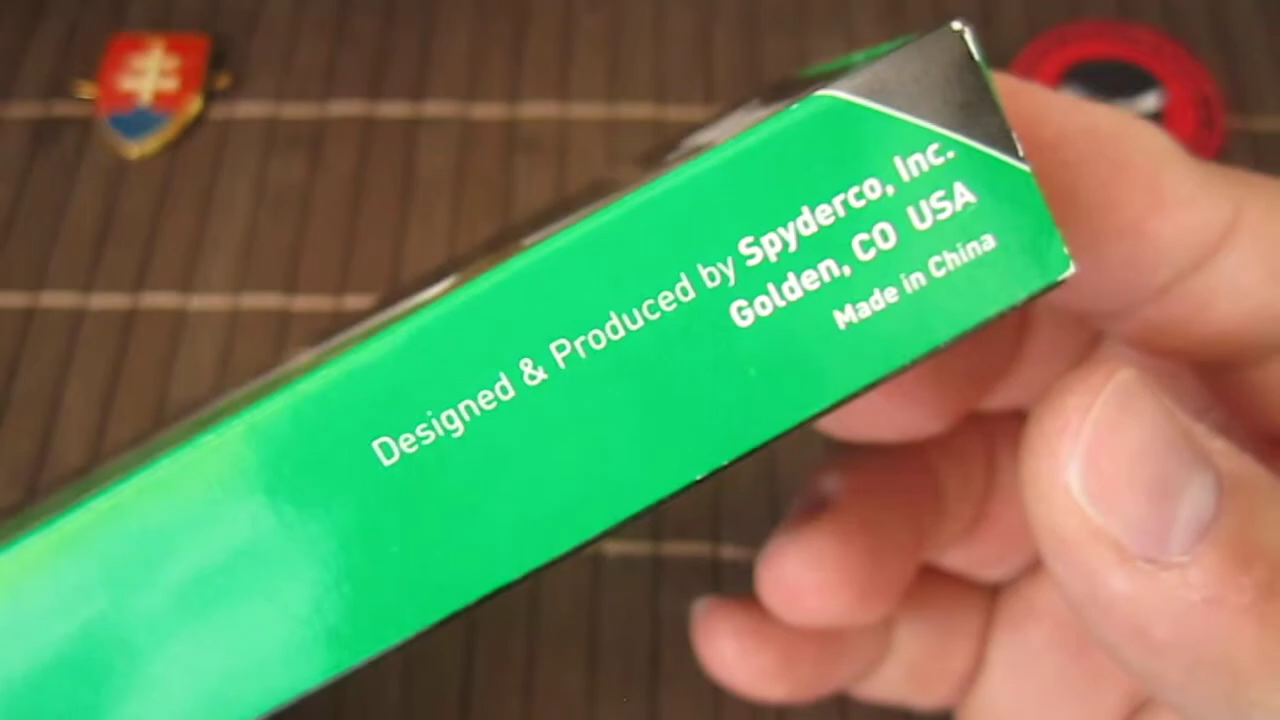 Designed & Produced by Spyderco, Inc.
Golden, CO USA
Made in China